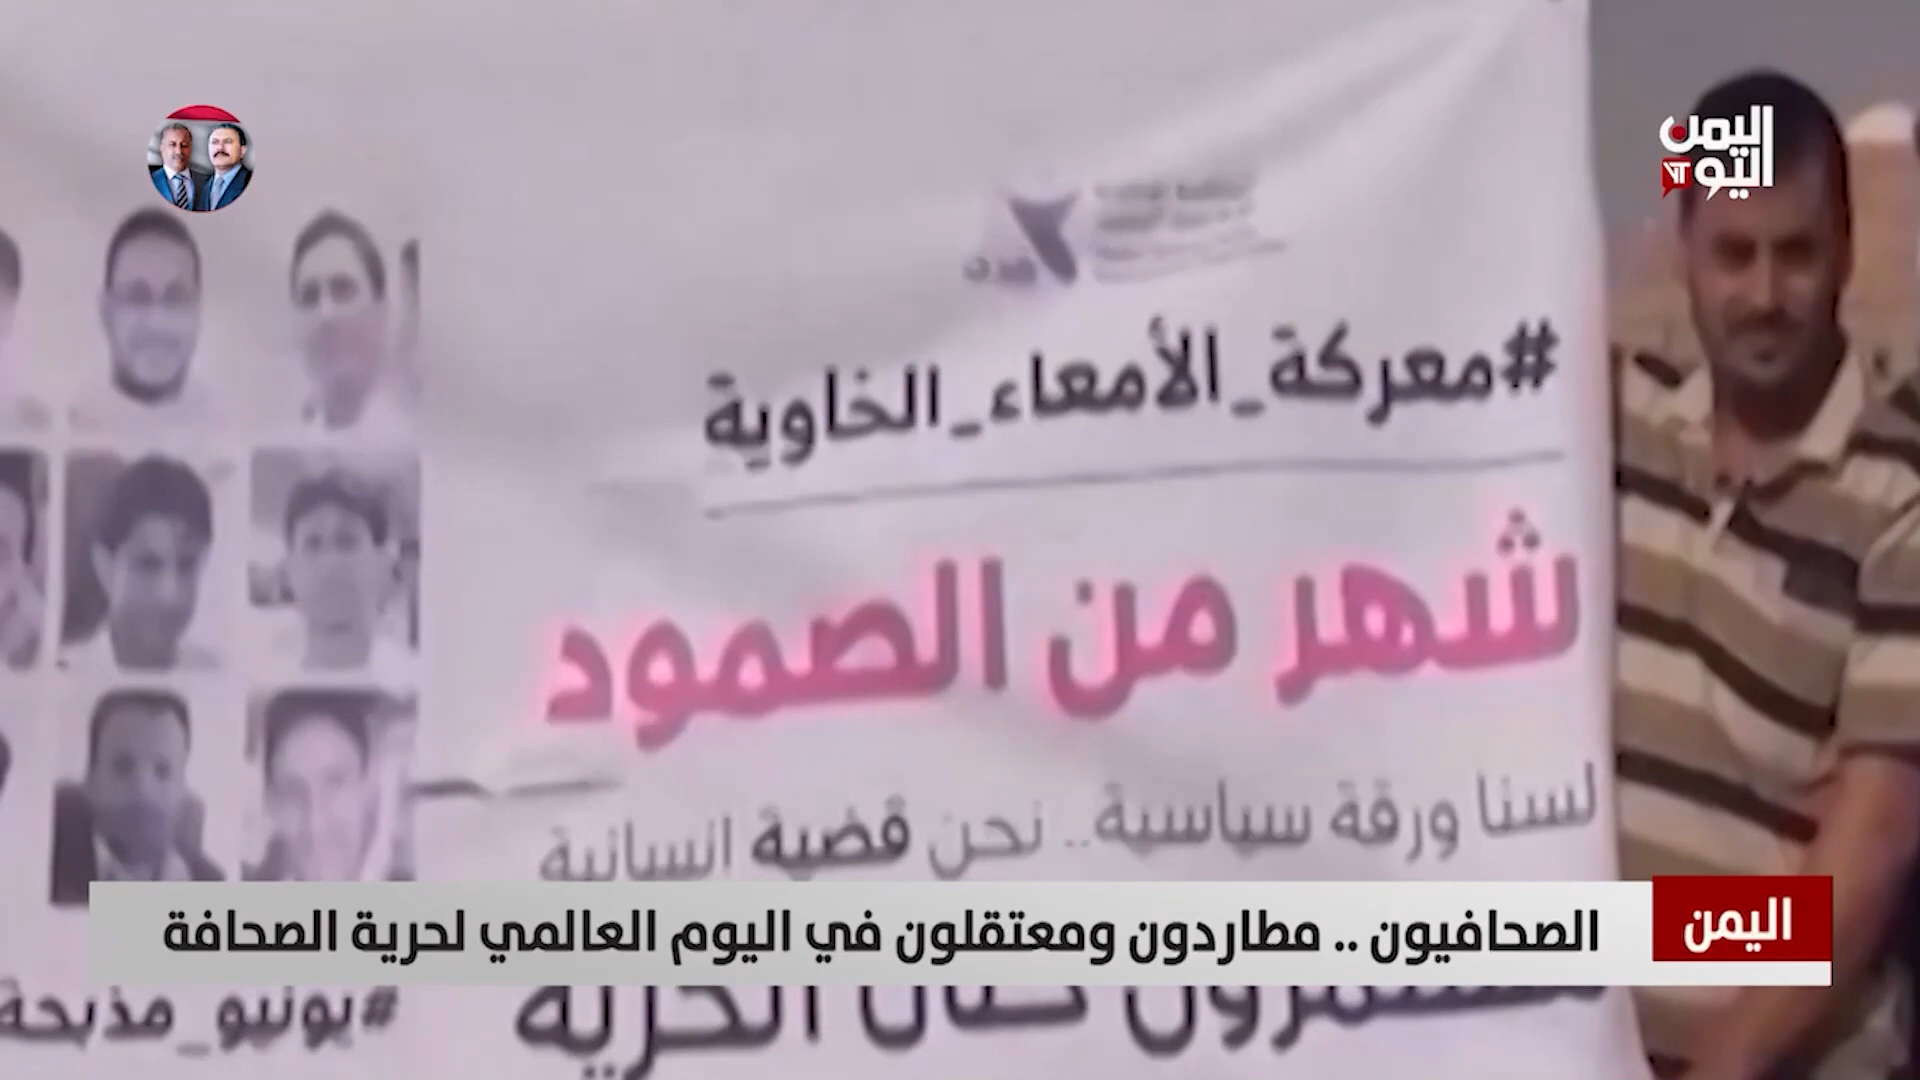 اليمن
اليوم
#معركة_الأمعاء_الخاوية
شهر من الصمود
لسنا ورقة سياسية.. نحن قضية انسانية
اليمن
الصحافيون .. مطاردون ومعتقلون في اليوم العالمي لحرية الصحافة
الحرية
#يونيو_مذبحة